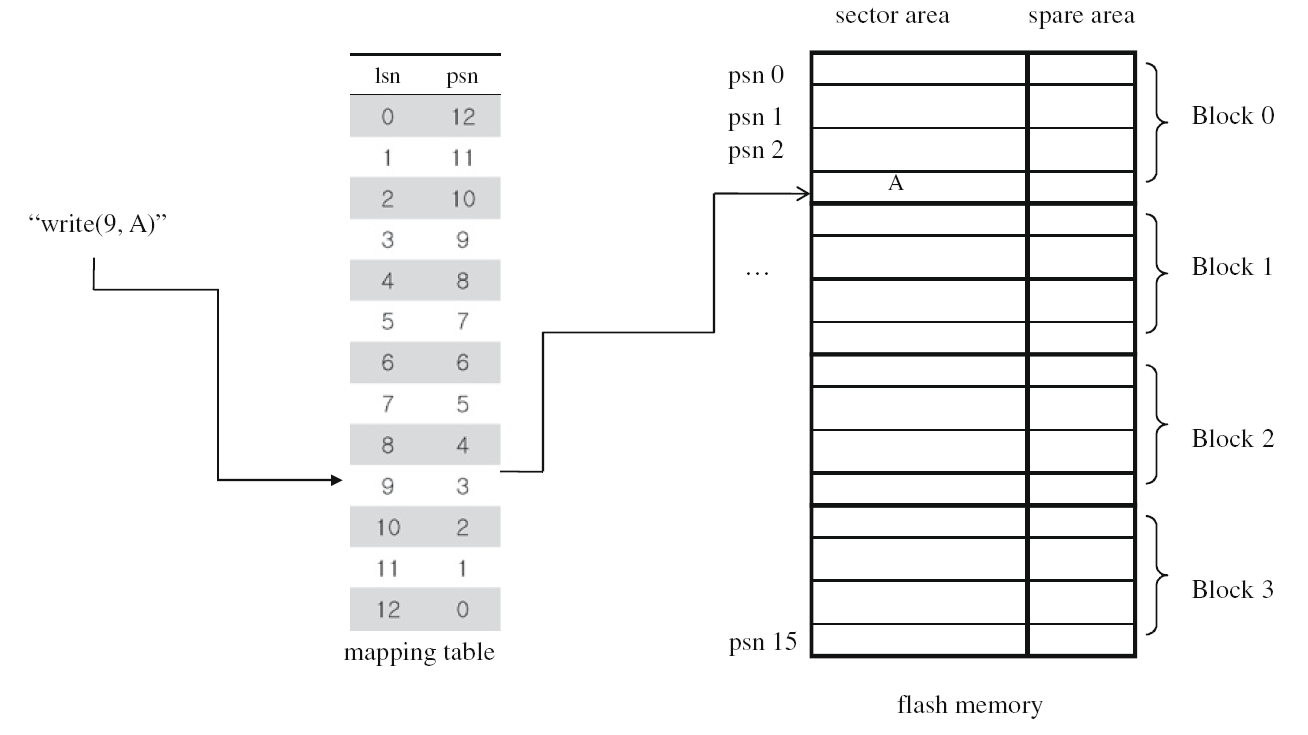 sector area spare area
lsn psn
0 12
1 11
2 10
3 9
4 8
5 7
6 6
7 5
8 4
9 3
10 2
11 1
12 0
mapping table
“write(9, A)”
psn 0
psn 1
psn 2
A
...
psn 15
Block 0
Block 1
Block 2
Block 3
flash memory